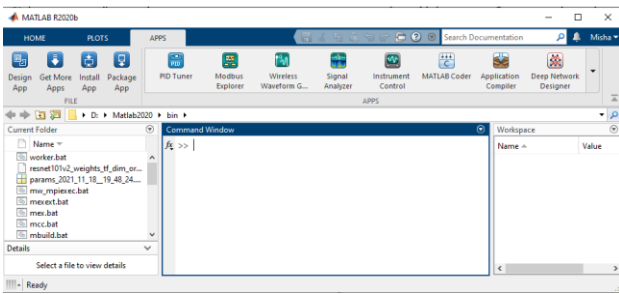 MATLAB R2020b
HOME PLOTS APPS Search Documentation Misha
Design App
Get More Apps
Install App
Package App
PID Tuner
Modbus Explorer
Wireless Waveform G...
Signal Analyzer
Instrument Control
MATLAB Coder
Application Compiler
Deep Network Designer
FILE APPS
D: Matlab2020 bin
Current Folder
Name
worker.bat
resnet101v2_weights_tf_dim_or...
params_2021_11_18__19_48_24....
mw_mpiexec.bat
mexext.bat
mex.bat
mcc.bat
mbuild.bat
Details
Select a file to view details
Command Window
fx >>
Workspace
Name Value
Ready